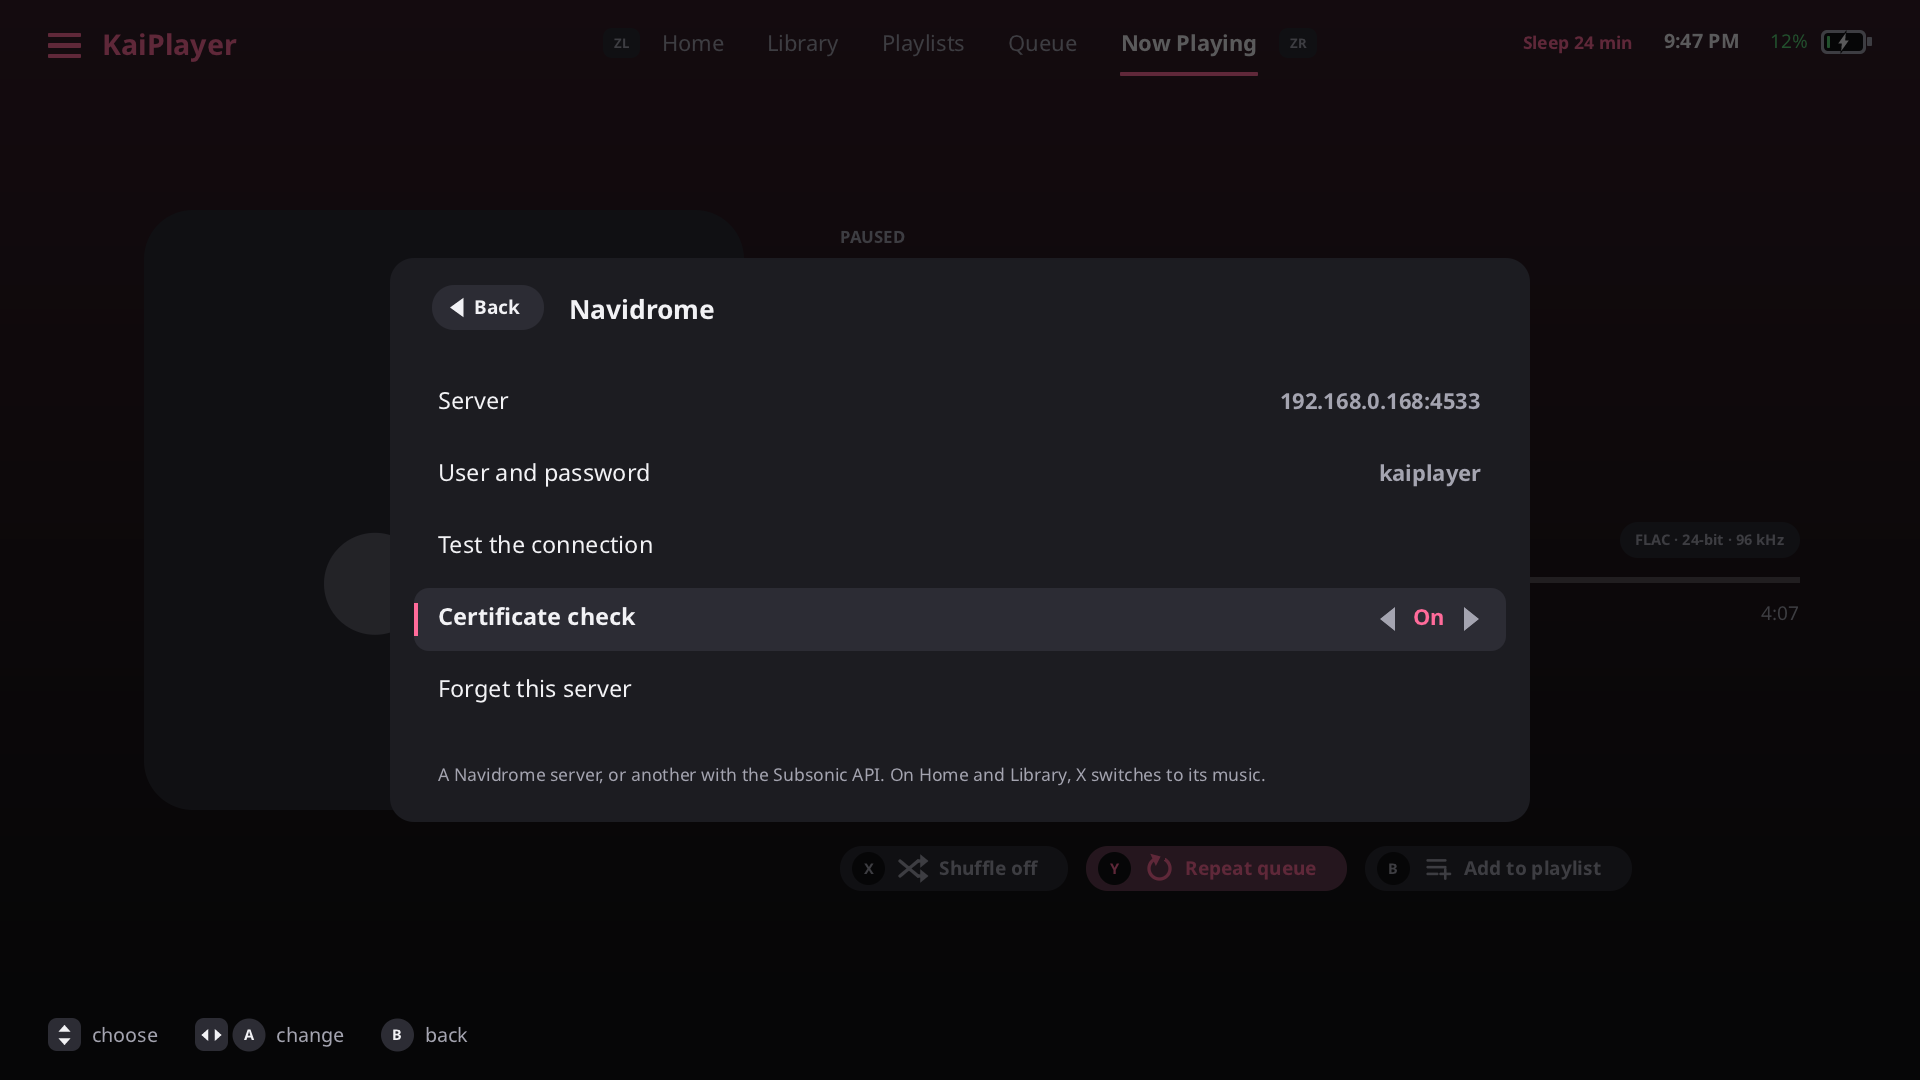 KaiPlayer
ZL Home Library Playlists Queue Now Playing ZR
Sleep 24 min 9:47 PM 12%
PAUSED
Back Navidrome
Server 192.168.0.168:4533
User and password kaiplayer
Test the connection
FLAC · 24-bit · 96 kHz
Certificate check On
4:07
Forget this server
A Navidrome server, or another with the Subsonic API. On Home and Library, X switches to its music.
X Shuffle off Y Repeat queue B Add to playlist
choose A change B back